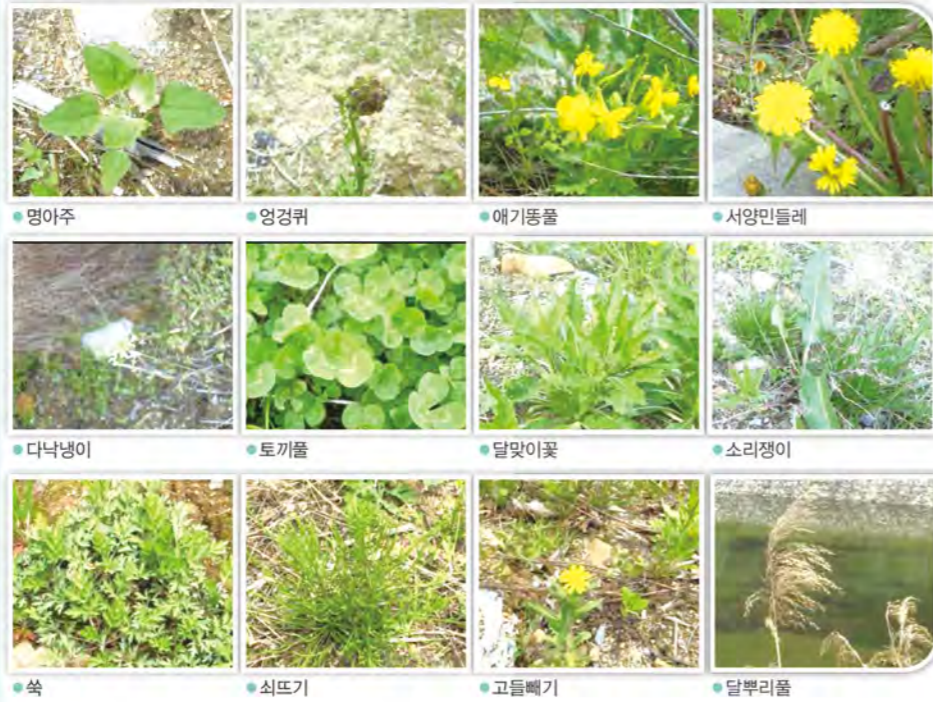 명아주
엉겅퀴
애기똥풀
서양민들레
다낙냉이
토끼풀
달맞이꽃
소리쟁이
쑥
쇠뜨기
고들빼기
달뿌리풀